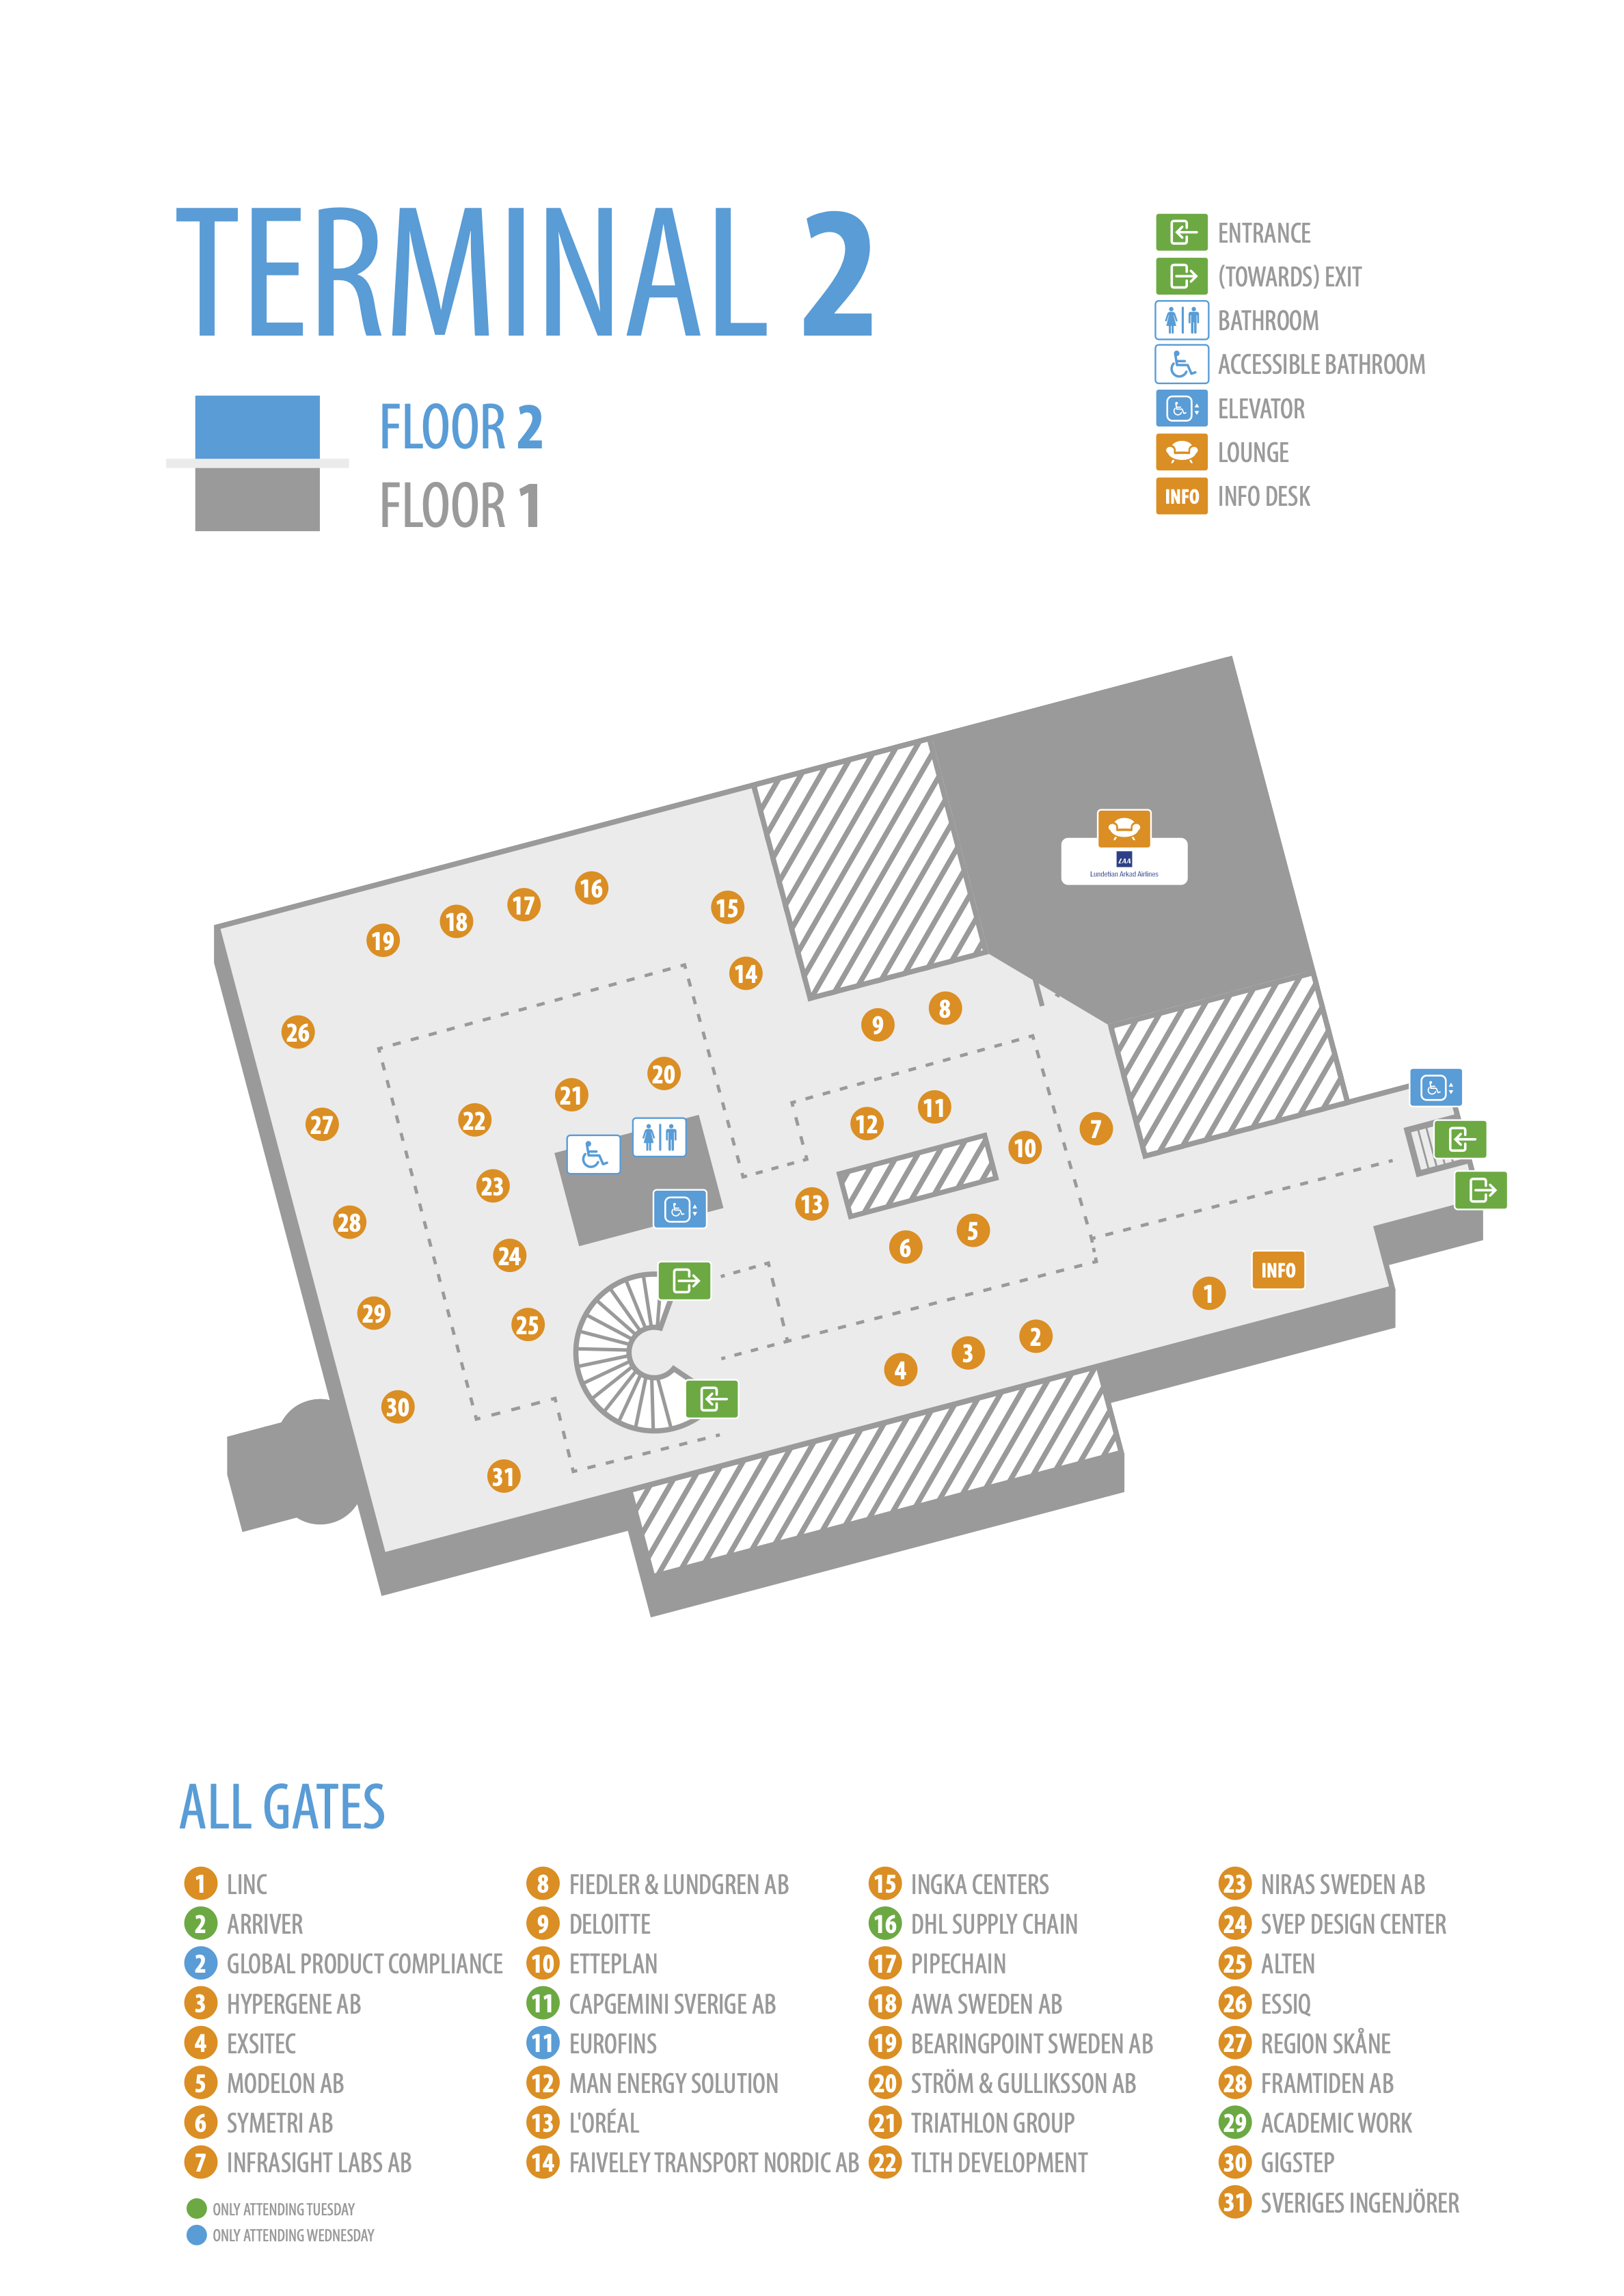 TERMINAL 2
FLOOR 2
FLOOR 1
ENTRANCE
(TOWARDS) EXIT
BATHROOM
ACCESSIBLE BATHROOM
ELEVATOR
LOUNGE
INFO INFO DESK
LAA
Lundefian Arkad Airlines
16
17
15
18
19
14
8
9
26
20
21
11
22
12
27
7
10
23
13
28
5
6
24
INFO
1
29
25
2
3
4
30
31
ALL GATES
1 LINC
2 ARRIVER
2 GLOBAL PRODUCT COMPLIANCE
3 HYPERGENE AB
4 EXSITEC
5 MODELON AB
6 SYMETRI AB
7 INFRASIGHT LABS AB
8 FIEDLER & LUNDGREN AB
9 DELOITTE
10 ETTEPLAN
11 CAPGEMINI SVERIGE AB
11 EUROFINS
12 MAN ENERGY SOLUTION
13 L'ORÉAL
14 FAIVELEY TRANSPORT NORDIC AB
15 INGKA CENTERS
16 DHL SUPPLY CHAIN
17 PIPECHAIN
18 AWA SWEDEN AB
19 BEARINGPOINT SWEDEN AB
20 STRÖM & GULLIKSSON AB
21 TRIATHLON GROUP
22 TLTH DEVELOPMENT
23 NIRAS SWEDEN AB
24 SVEP DESIGN CENTER
25 ALTEN
26 ESSIQ
27 REGION SKÅNE
28 FRAMTIDEN AB
29 ACADEMIC WORK
30 GIGSTEP
31 SVERIGES INGENJÖRER
ONLY ATTENDING TUESDAY
ONLY ATTENDING WEDNESDAY